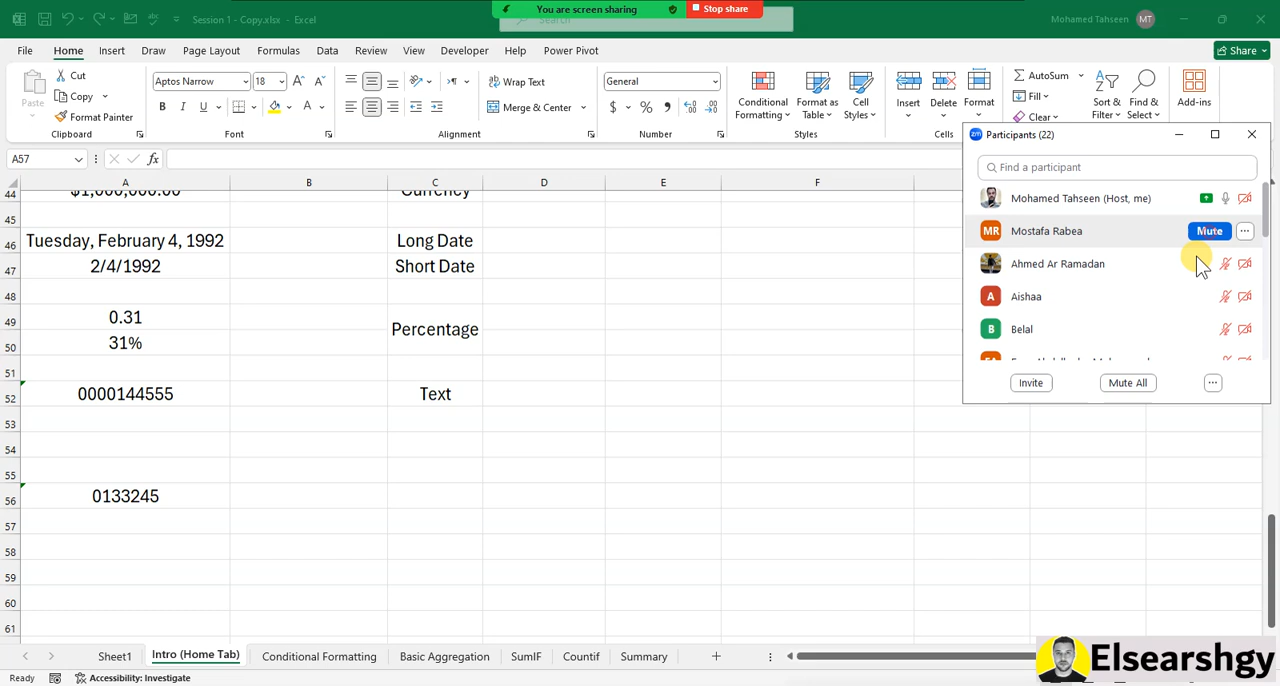 Session 1 - Copy.xlsx - Excel
You are screen sharing
Stop share
Search
Mohamed Tahseen MT
File Home Insert Draw Page Layout Formulas Data Review View Developer Help Power Pivot
Share
Paste
Cut
Copy
Format Painter
Clipboard
Aptos Narrow 18
B I U
Font
Wrap Text
Merge & Center
Alignment
General
$ %
Number
Conditional Formatting
Format as Table
Cell Styles
Styles
Insert Delete Format
Cells
AutoSum
Fill
Clear
Sort & Filter
Find & Select
Add-ins
A57
fx
A B C D E F
44 $1,000,000.00 Currency
45
46 Tuesday, February 4, 1992 Long Date
47 2/4/1992 Short Date
48
49 0.31 Percentage
50 31%
51
52 0000144555 Text
53
54
55
56 0133245
57
58
59
60
61
Participants (22)
Find a participant
Mohamed Tahseen (Host, me)
MR Mostafa Rabea Mute
Ahmed Ar Ramadan
A Aishaa
B Belal
Invite Mute All
Sheet1 Intro (Home Tab) Conditional Formatting Basic Aggregation SumIF Countif Summary
Ready Accessibility: Investigate
Elsearshgy